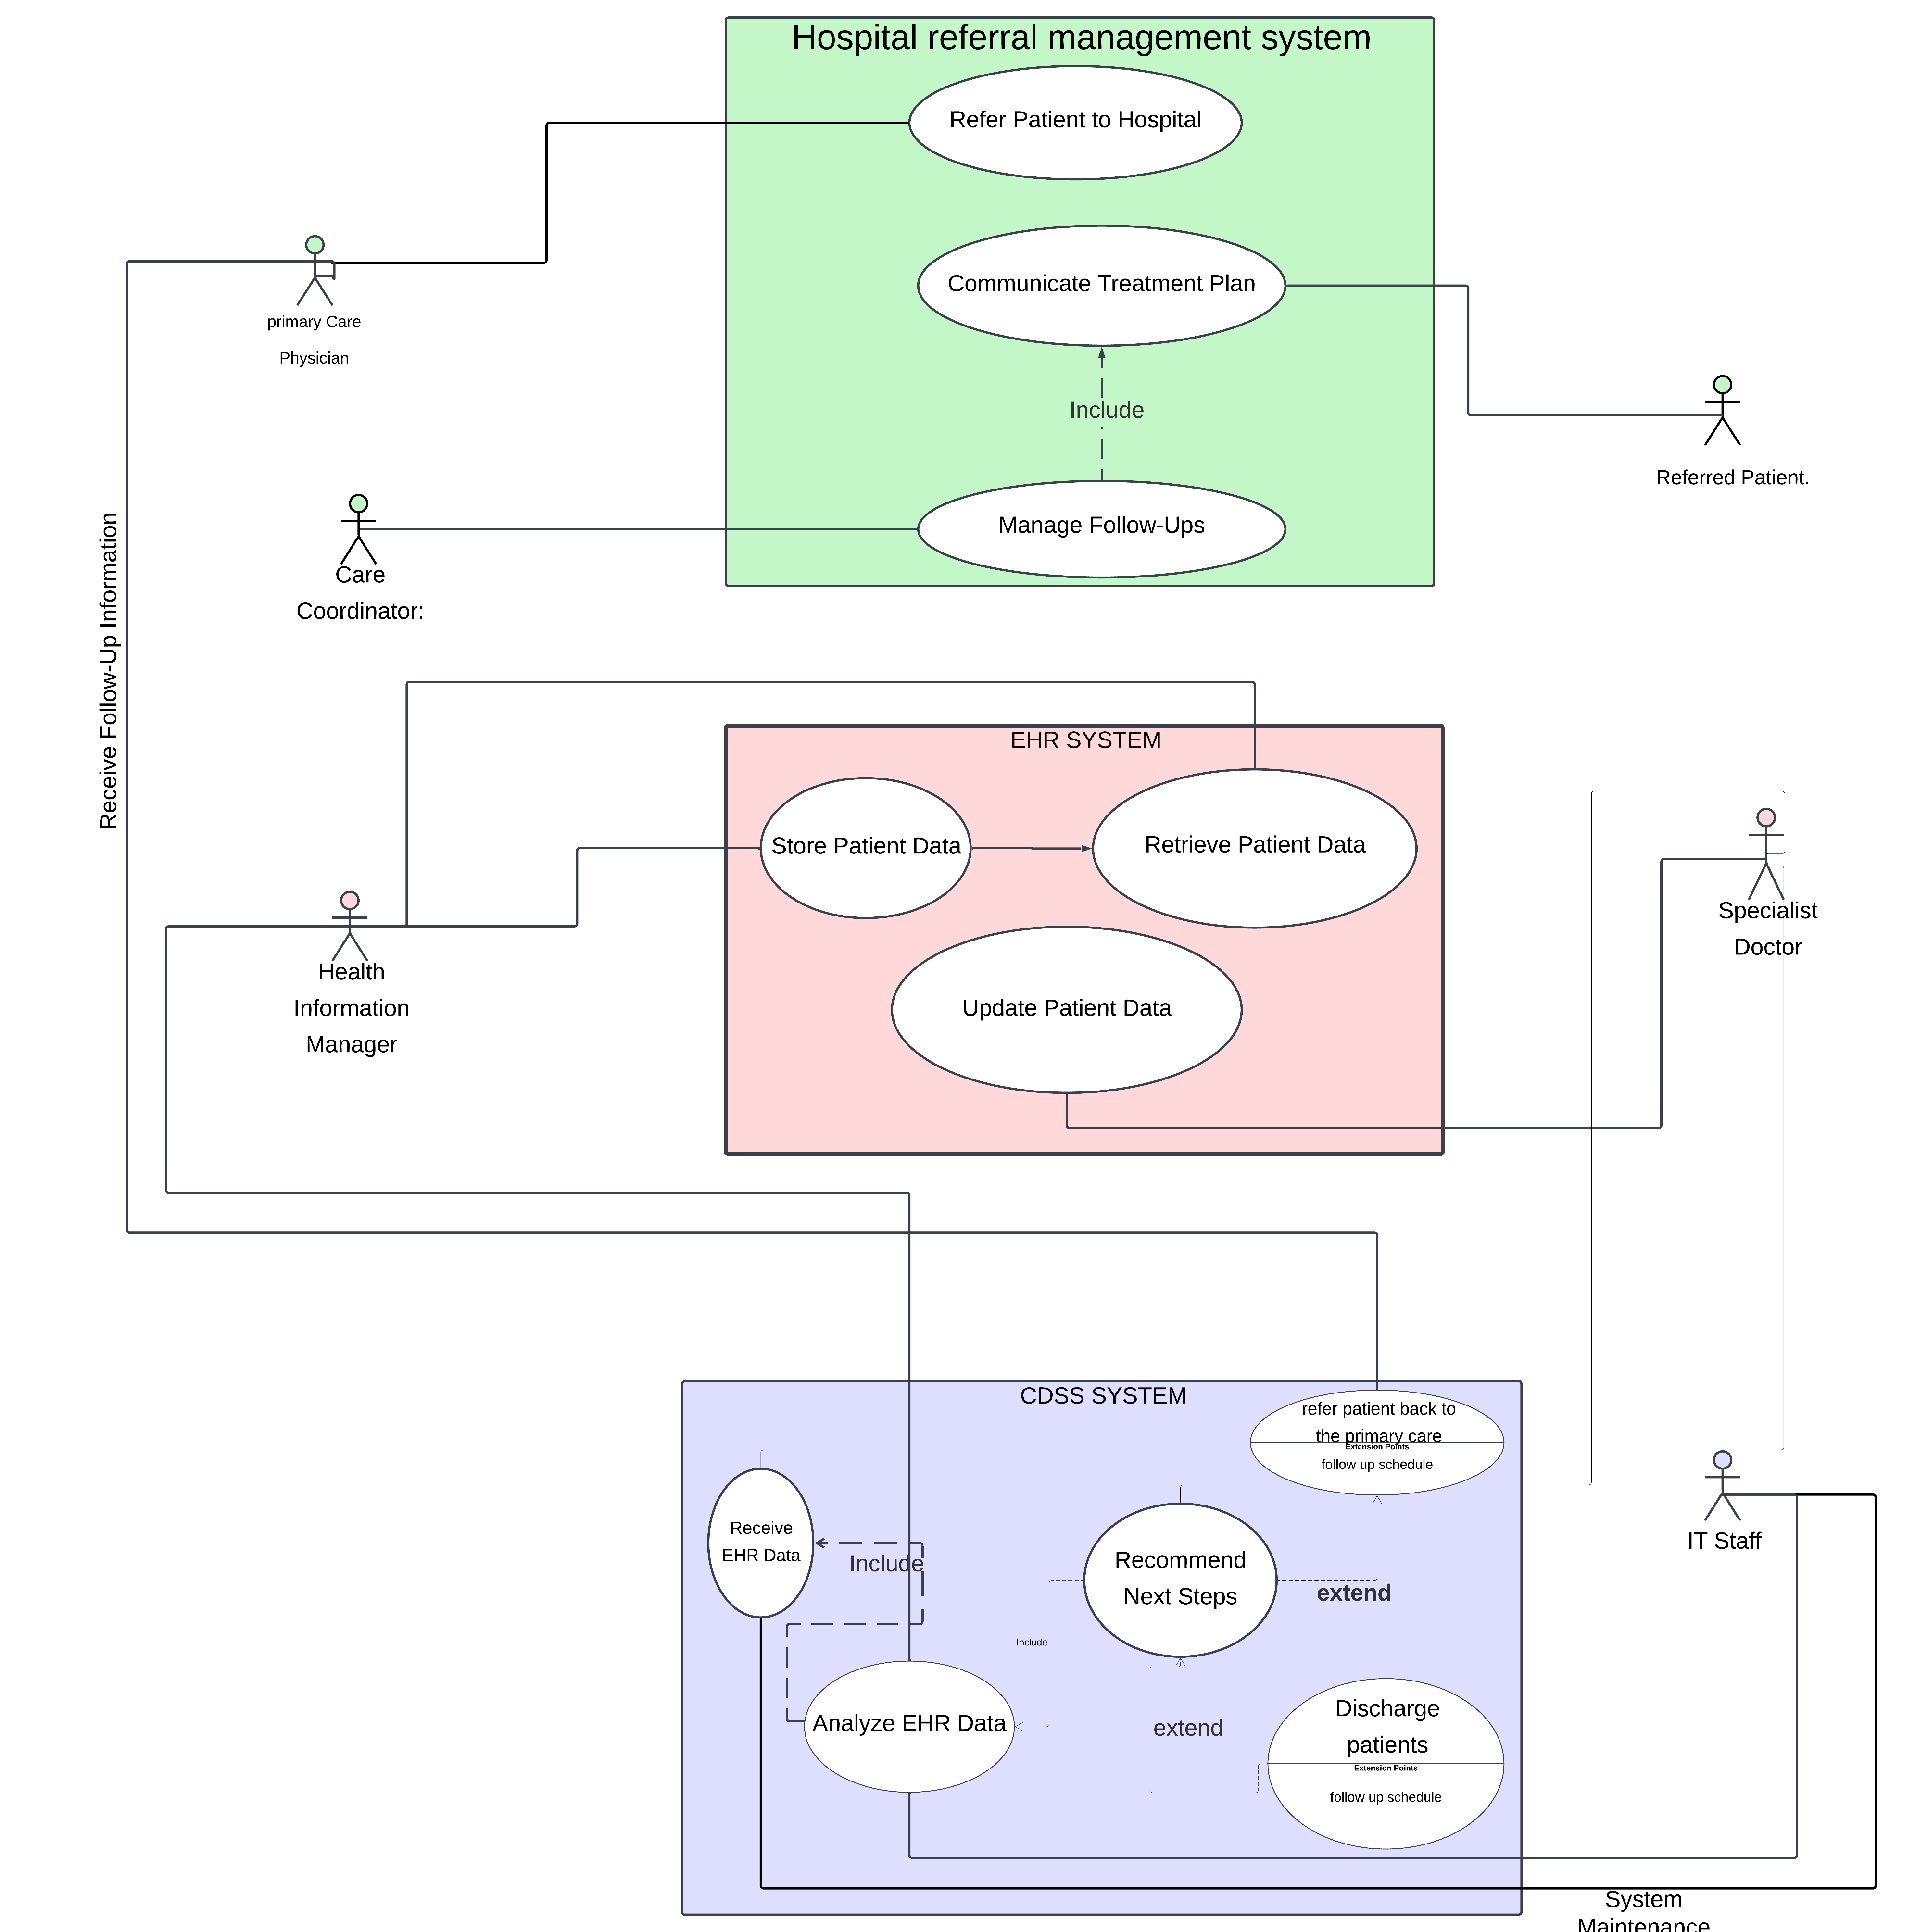 Hospital referral management system
Refer Patient to Hospital
Communicate Treatment Plan
Include
Manage Follow-Ups
primary Care
Physician
Care
Coordinator:
Referred Patient.
Receive Follow-Up Information
EHR SYSTEM
Store Patient Data
Retrieve Patient Data
Update Patient Data
Health
Information
Manager
Specialist
Doctor
CDSS SYSTEM
refer patient back to
the primary care
Extension Points
follow up schedule
Receive
EHR Data
Include
Recommend
Next Steps
extend
Include
Analyze EHR Data
extend
Discharge
patients
Extension Points
follow up schedule
IT Staff
System
Maintenance